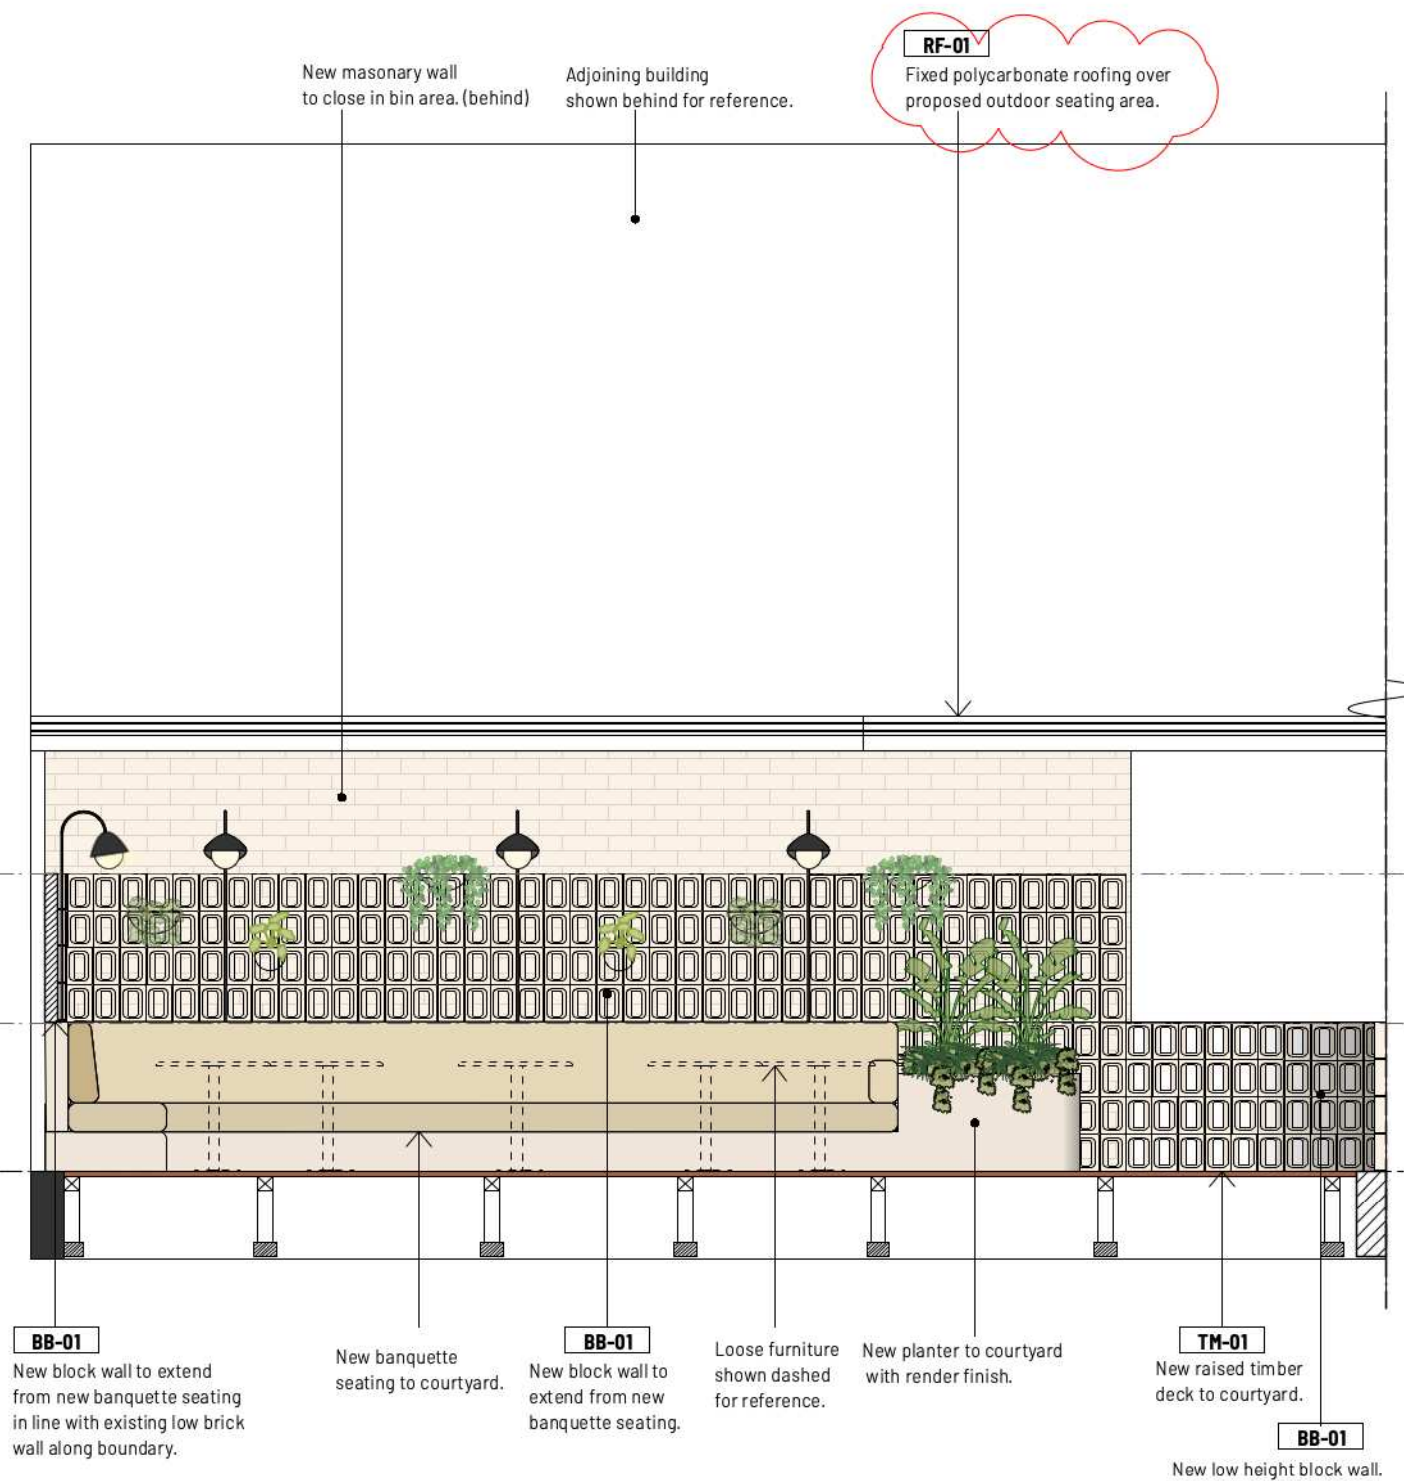 New masonary wall
to close in bin area. (behind)
Adjoining building
shown behind for reference.
RF-01
Fixed polycarbonate roofing over
proposed outdoor seating area.
BB-01
New block wall to extend
from new banquette seating
in line with existing low brick
wall along boundary.
New banquette
seating to courtyard.
BB-01
New block wall to
extend from new
banquette seating.
Loose furniture
shown dashed
for reference.
New planter to courtyard
with render finish.
TM-01
New raised timber
deck to courtyard.
BB-01
New low height block wall.